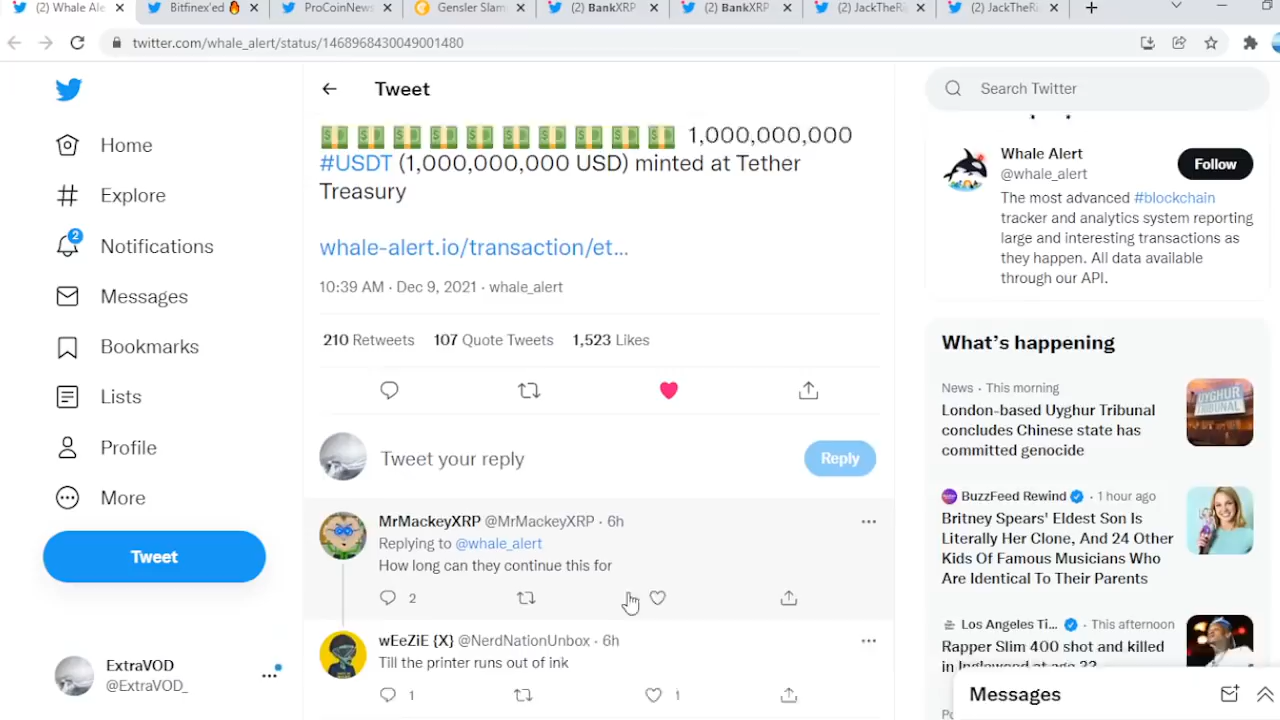 Whale Ale
Bitfinex'ed 🔥
ProCoinNews
Gensler Slam
(2) BankXRP
(2) BankXRP
(2) JackTheRi
(2) JackTheRi
twitter.com/whale_alert/status/1468968430049001480
Home
Explore
2
Notifications
Messages
Bookmarks
Lists
Profile
More
Tweet
ExtraVOD
@ExtraVOD_
Tweet
💵 💵 💵 💵 💵 💵 💵 💵 💵 💵 1,000,000,000
#USDT (1,000,000,000 USD) minted at Tether
Treasury
whale-alert.io/transaction/et...
10:39 AM · Dec 9, 2021 · whale_alert
210 Retweets 107 Quote Tweets 1,523 Likes
Tweet your reply
Reply
MrMackeyXRP @MrMackeyXRP · 6h
Replying to @whale_alert
How long can they continue this for
2
wEeZiE {X} @NerdNationUnbox · 6h
Till the printer runs out of ink
1 1
Search Twitter
Whale Alert
@whale_alert
Follow
The most advanced #blockchain
tracker and analytics system reporting
large and interesting transactions as
they happen. All data available
through our API.
What's happening
News · This morning
London-based Uyghur Tribunal
concludes Chinese state has
committed genocide
UYGHUR
TRIBUNAL
BuzzFeed Rewind · 1 hour ago
Britney Spears' Eldest Son Is
Literally Her Clone, And 24 Other
Kids Of Famous Musicians Who
Are Identical To Their Parents
Los Angeles Ti... · This afternoon
Rapper Slim 400 shot and killed
in Inglewood at age 33
Messages